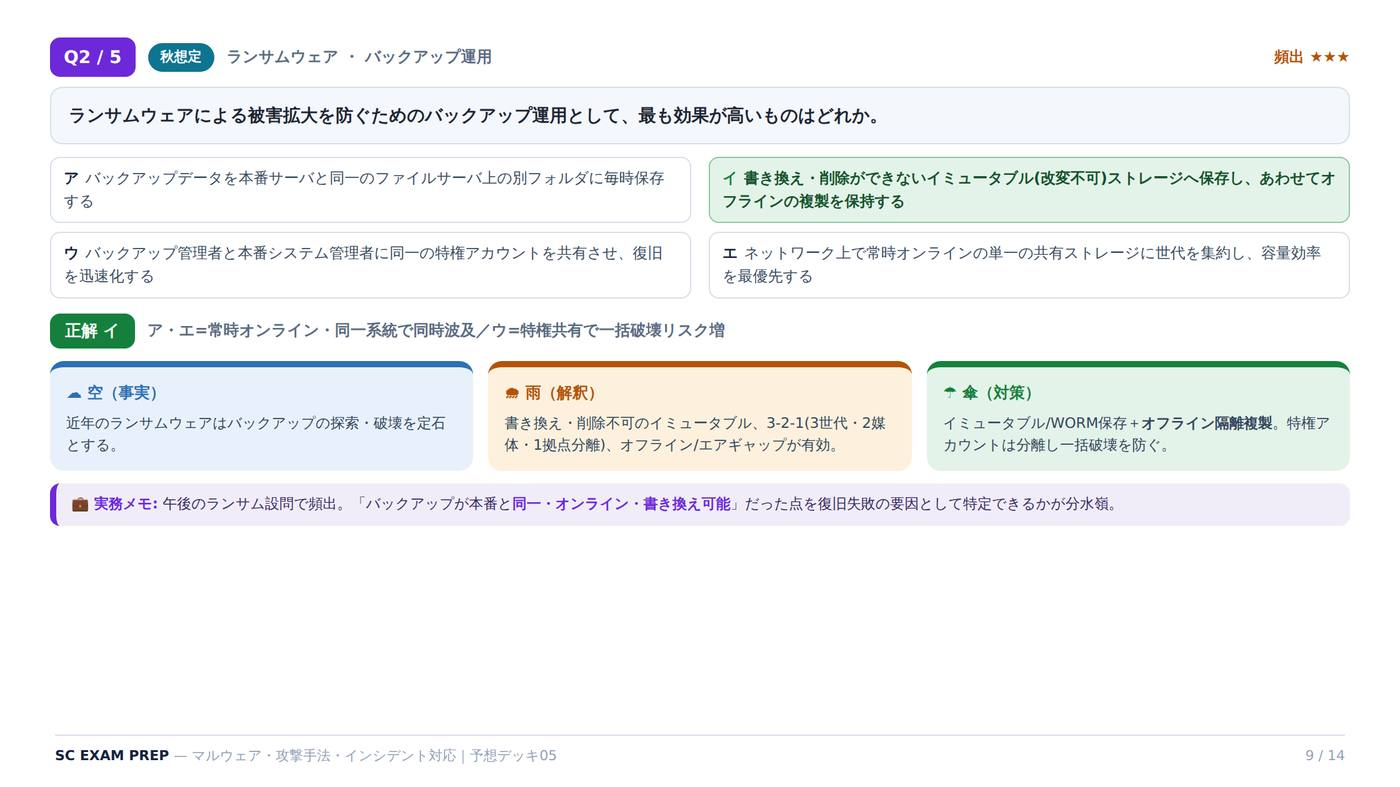 Q2 / 5
秋想定
ランサムウェア ・ バックアップ運用
頻出 ★★★
ランサムウェアによる被害拡大を防ぐためのバックアップ運用として、最も効果が高いものはどれか。
ア バックアップデータを本番サーバと同一のファイルサーバ上の別フォルダに毎時保存
する
イ 書き換え・削除ができないイミュータブル(改変不可)ストレージへ保存し、あわせてオ
フラインの複製を保持する
ウ バックアップ管理者と本番システム管理者に同一の特権アカウントを共有させ、復旧
を迅速化する
エ ネットワーク上で常時オンラインの単一の共有ストレージに世代を集約し、容量効率
を最優先する
正解 イ
ア・エ=常時オンライン・同一系統で同時波及／ウ=特権共有で一括破壊リスク増
☁ 空（事実）
近年のランサムウェアはバックアップの探索・破壊を定石
とする。
🌧 雨（解釈）
書き換え・削除不可のイミュータブル、3-2-1(3世代・2媒
体・1拠点分離)、オフライン/エアギャップが有効。
☂ 傘（対策）
イミュータブル/WORM保存＋オフライン隔離複製。特権ア
カウントは分離し一括破壊を防ぐ。
💼 実務メモ: 午後のランサム設問で頻出。「バックアップが本番と同一・オンライン・書き換え可能」だった点を復旧失敗の要因として特定できるかが分水嶺。
SC EXAM PREP — マルウェア・攻撃手法・インシデント対応｜予想デッキ05
9 / 14